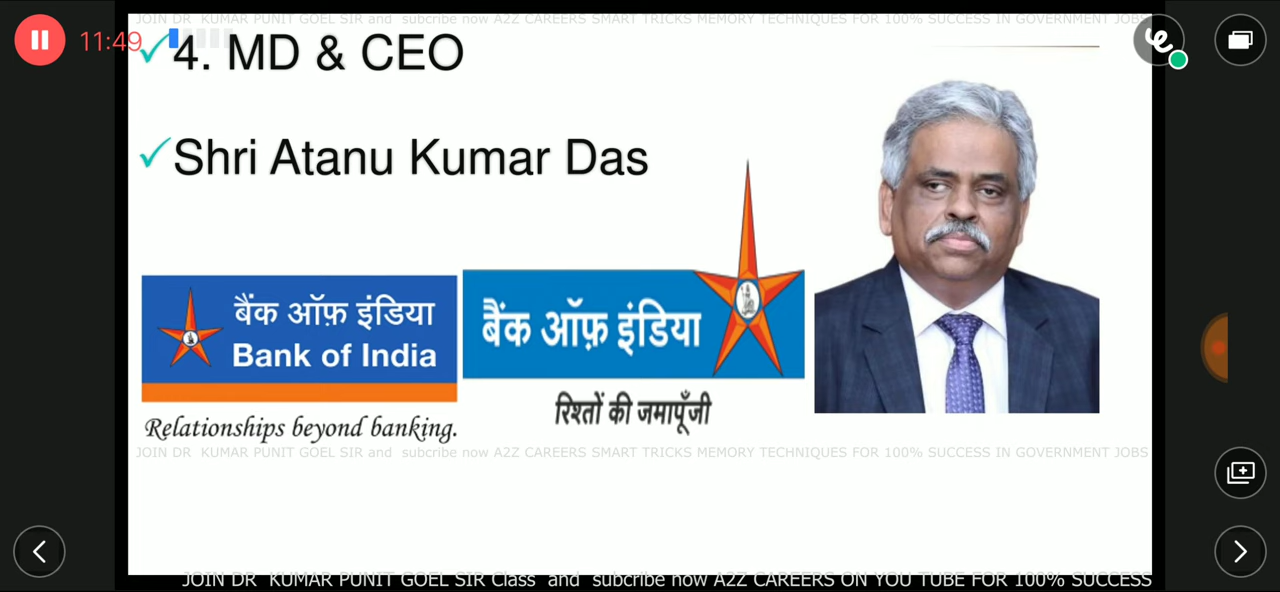 JOIN DR KUMAR PUNIT GOEL SIR and subcribe now A2Z CAREERS SMART TRICKS MEMORY TECHNIQUES FOR 100% SUCCESS IN GOVERNMENT JOBS
11:49
4. MD & CEO
Shri Atanu Kumar Das
बैंक ऑफ़ इंडिया
Bank of India
Relationships beyond banking.
बैंक ऑफ़ इंडिया
रिश्तों की जमापूँजी
JOIN DR KUMAR PUNIT GOEL SIR and subcribe now A2Z CAREERS SMART TRICKS MEMORY TECHNIQUES FOR 100% SUCCESS IN GOVERNMENT JOBS
JOIN DR KUMAR PUNIT GOEL SIR Class and subcribe now A2Z CAREERS ON YOU TUBE FOR 100% SUCCESS